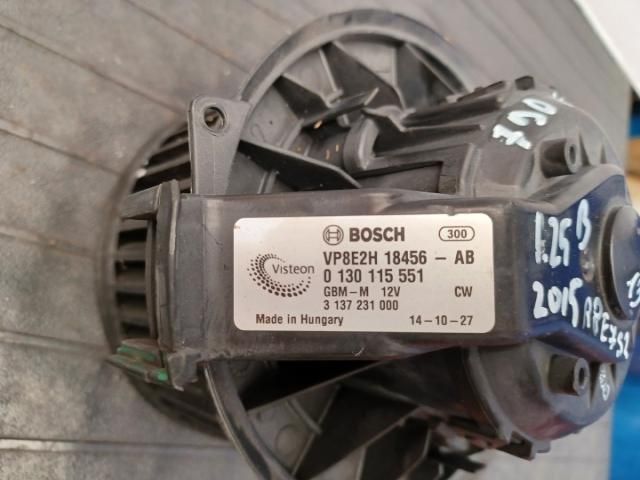 BOSCH 300
Visteon
VP8E2H 18456 - AB
0 130 115 551
GBM-M 12V CW
3 137 231 000
Made in Hungary 14-10-27
1.25 B
2015